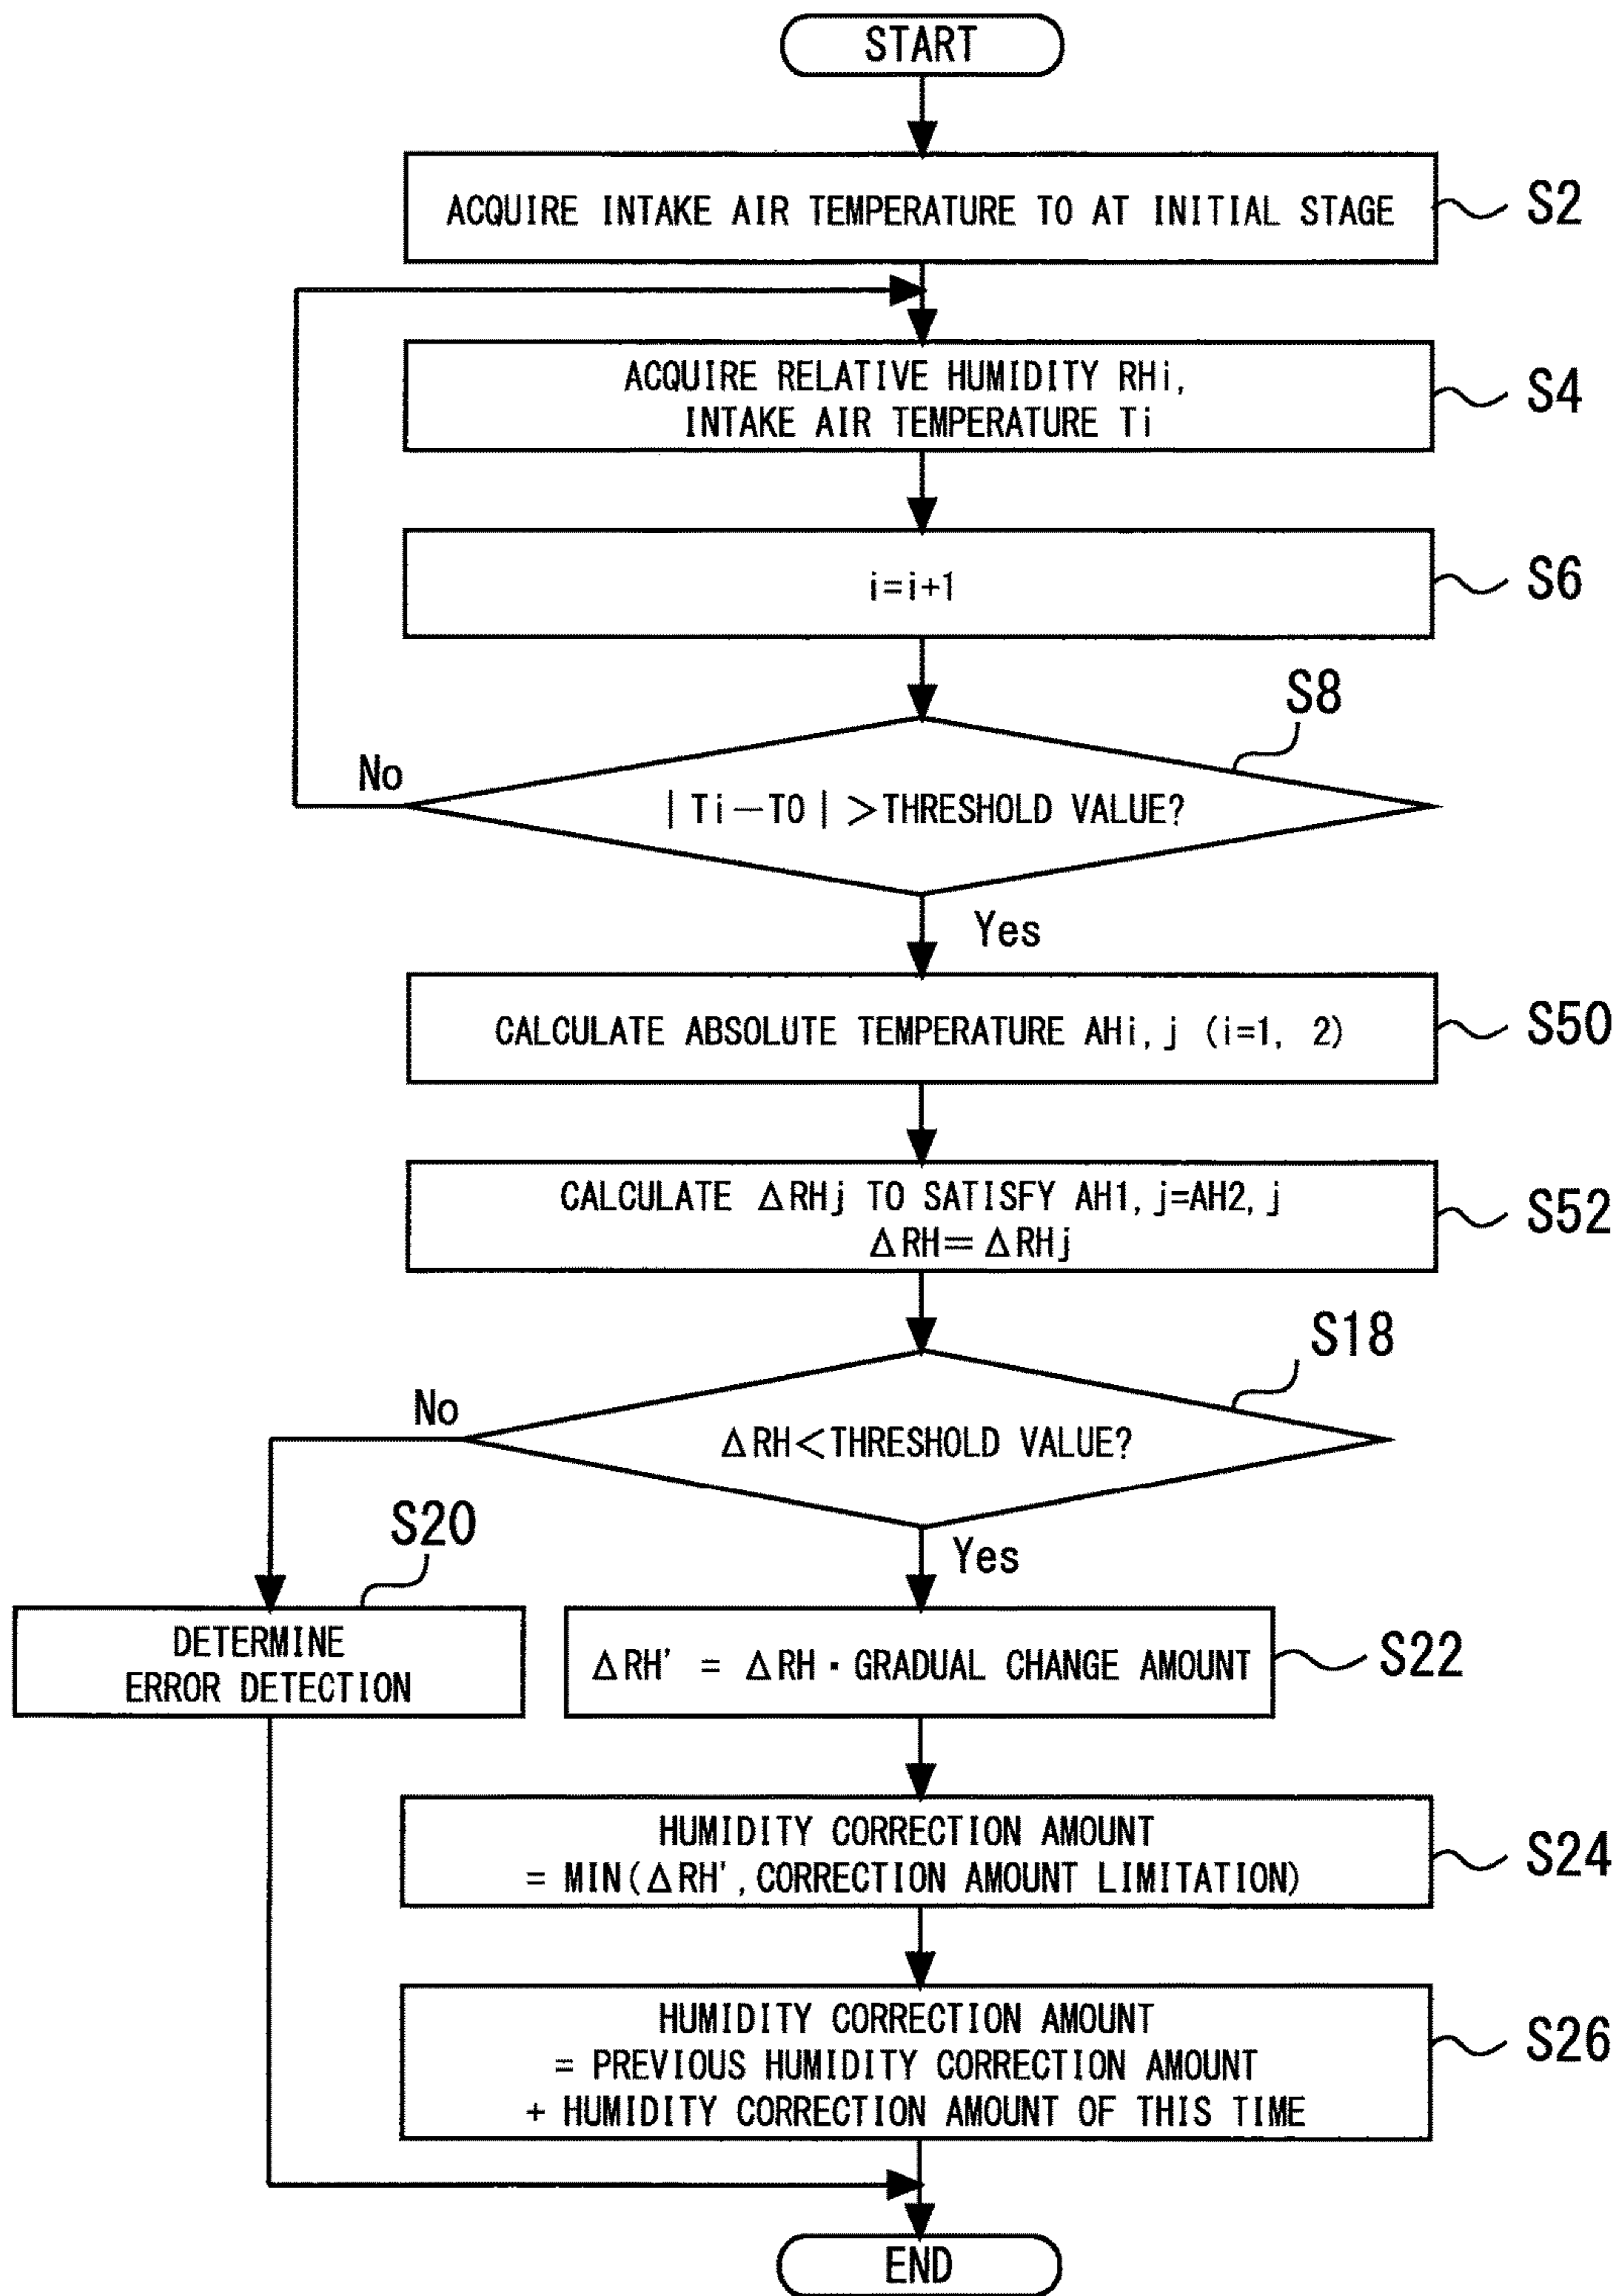 START
ACQUIRE INTAKE AIR TEMPERATURE T0 AT INITIAL STAGE
S2
ACQUIRE RELATIVE HUMIDITY RHi,
INTAKE AIR TEMPERATURE Ti
S4
i=i+1
S6
S8
No
|Ti−T0|>THRESHOLD VALUE?
Yes
CALCULATE ABSOLUTE TEMPERATURE AHi, j (i=1, 2)
S50
CALCULATE ΔRHj TO SATISFY AH1, j=AH2, j
ΔRH=ΔRHj
S52
S18
No
ΔRH<THRESHOLD VALUE?
Yes
S20
DETERMINE
ERROR DETECTION
ΔRH' = ΔRH・GRADUAL CHANGE AMOUNT
S22
HUMIDITY CORRECTION AMOUNT
= MIN(ΔRH', CORRECTION AMOUNT LIMITATION)
S24
HUMIDITY CORRECTION AMOUNT
= PREVIOUS HUMIDITY CORRECTION AMOUNT
+ HUMIDITY CORRECTION AMOUNT OF THIS TIME
S26
END